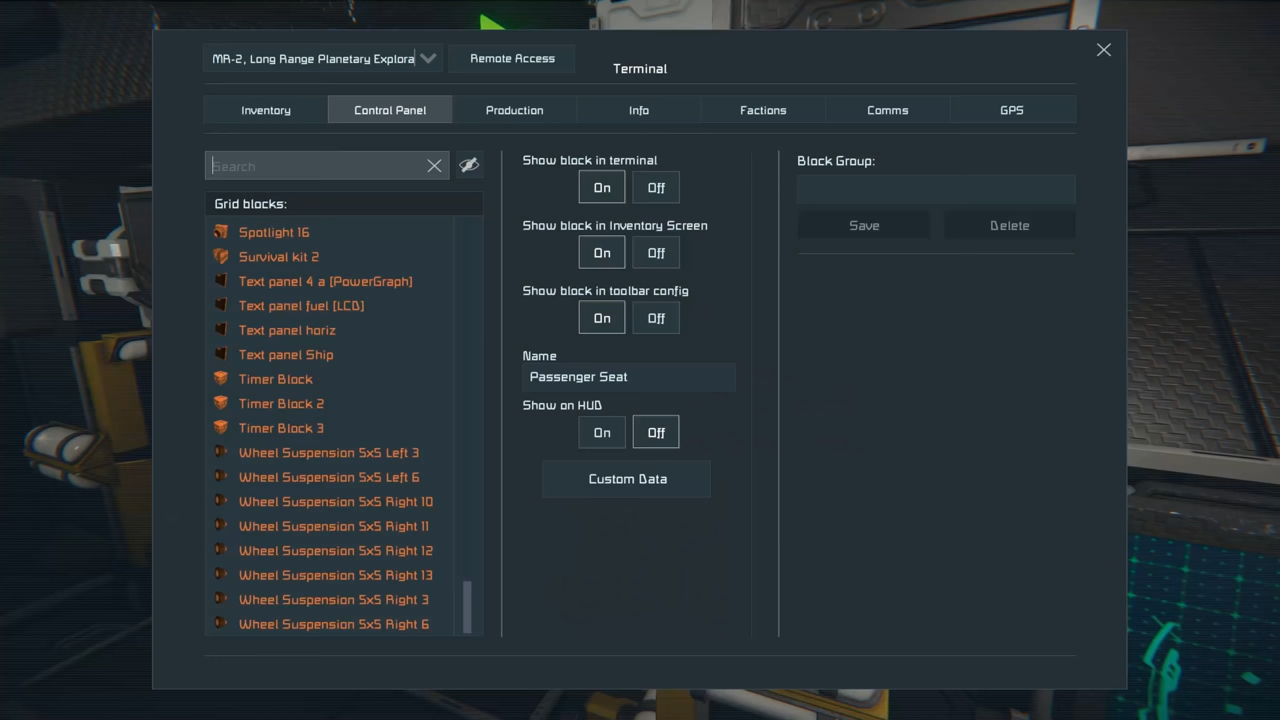 MR-2, Long Range Planetary Explora
Remote Access
Terminal
Inventory
Control Panel
Production
Info
Factions
Comms
GPS
Search
Grid blocks:
Spotlight 16
Survival kit 2
Text panel 4 a [PowerGraph]
Text panel fuel [LCD]
Text panel horiz
Text panel Ship
Timer Block
Timer Block 2
Timer Block 3
Wheel Suspension 5x5 Left 3
Wheel Suspension 5x5 Left 6
Wheel Suspension 5x5 Right 10
Wheel Suspension 5x5 Right 11
Wheel Suspension 5x5 Right 12
Wheel Suspension 5x5 Right 13
Wheel Suspension 5x5 Right 3
Wheel Suspension 5x5 Right 6
Show block in terminal
On Off
Show block in Inventory Screen
On Off
Show block in toolbar config
On Off
Name
Passenger Seat
Show on HUD
On Off
Custom Data
Block Group:
Save
Delete